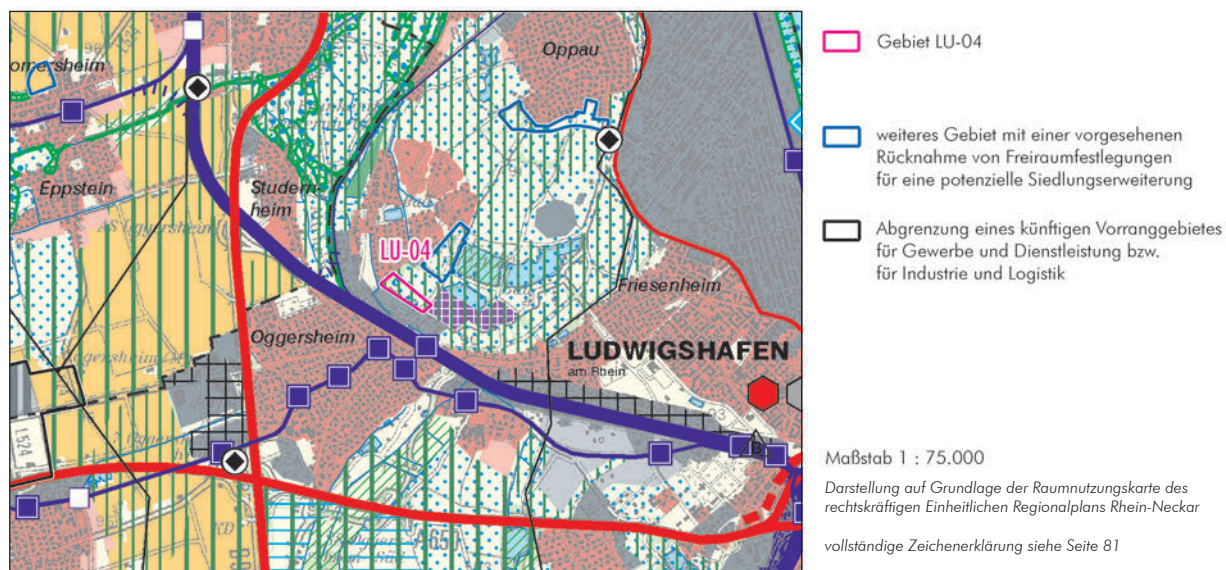 Oppau
omersheim
Eppstein
Studern-
heim
LU-04
Friesenheim
Oggersheim
LUDWIGSHAFEN
am Rhein
L524
A650
Gebiet LU-04
weiteres Gebiet mit einer vorgesehenen
Rücknahme von Freiraumfestlegungen
für eine potenzielle Siedlungserweiterung
Abgrenzung eines künftigen Vorranggebietes
für Gewerbe und Dienstleistung bzw.
für Industrie und Logistik
Maßstab 1 : 75.000
Darstellung auf Grundlage der Raumnutzungskarte des
rechtskräftigen Einheitlichen Regionalplans Rhein-Neckar
vollständige Zeichenerklärung siehe Seite 81